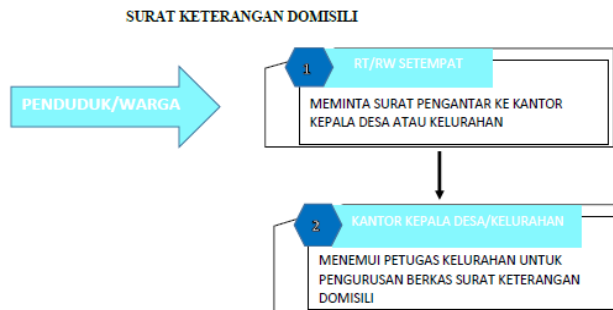 SURAT KETERANGAN DOMISILI
PENDUDUK/WARGA
1
RT/RW SETEMPAT
MEMINTA SURAT PENGANTAR KE KANTOR
KEPALA DESA ATAU KELURAHAN
2
KANTOR KEPALA DESA/KELURAHAN
MENEMUI PETUGAS KELURAHAN UNTUK
PENGURUSAN BERKAS SURAT KETERANGAN
DOMISILI